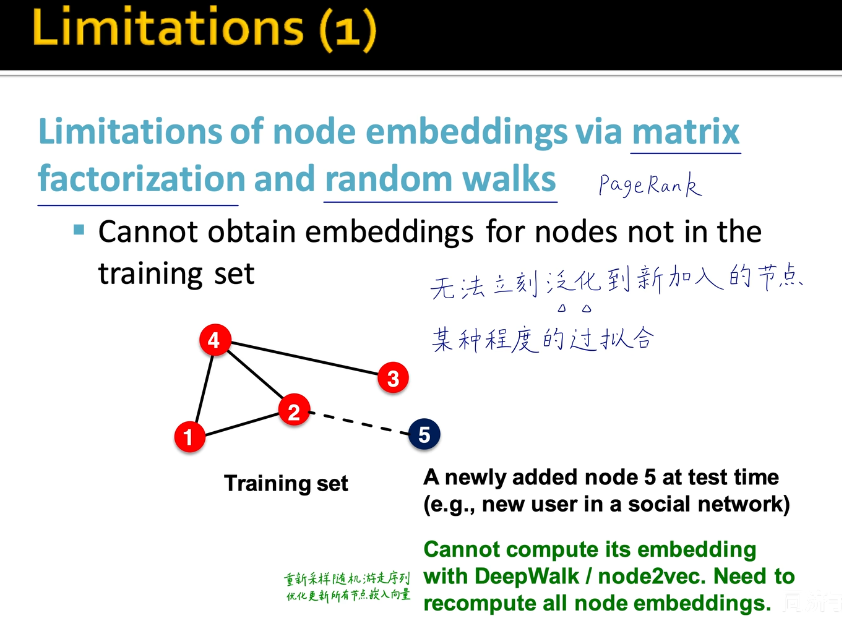 Limitations (1)
Limitations of node embeddings via matrix
factorization and random walks
PageRank
Cannot obtain embeddings for nodes not in the
training set
无法立刻泛化到新加入的节点
某种程度的过拟合
4
3
2
1
5
Training set
A newly added node 5 at test time
(e.g., new user in a social network)
Cannot compute its embedding
with DeepWalk / node2vec. Need to
recompute all node embeddings.
重新采样随机游走序列
优化更新所有节点嵌入向量